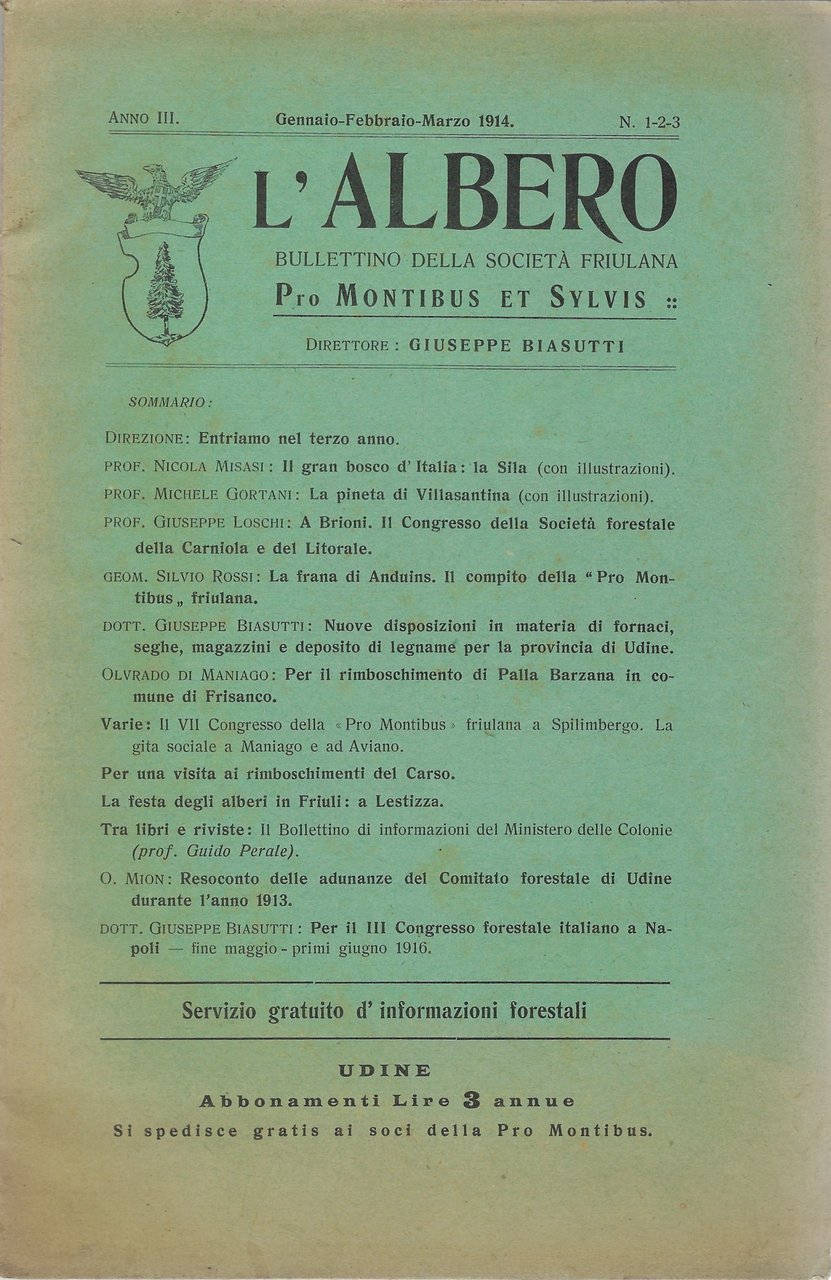 ANNO III.
Gennaio-Febbraio-Marzo 1914.
N. 1-2-3
L'ALBERO
BULLETTINO DELLA SOCIETÀ FRIULANA
PRO MONTIBUS ET SYLVIS ::
DIRETTORE : GIUSEPPE BIASUTTI
SOMMARIO :
DIREZIONE: Entriamo nel terzo anno.
PROF. NICOLA MISASI : Il gran bosco d'Italia : la Sila (con illustrazioni).
PROF. MICHELE GORTANI : La pineta di Villasantina (con illustrazioni).
PROF. GIUSEPPE LOSCHI : A Brioni. Il Congresso della Società forestale
della Carniola e del Litorale.
GEOM. SILVIO ROSSI : La frana di Anduins. Il compito della “ Pro Mon-
tibus „ friulana.
DOTT. GIUSEPPE BIASUTTI : Nuove disposizioni in materia di fornaci,
seghe, magazzini e deposito di legname per la provincia di Udine.
OLVRADO DI MANIAGO : Per il rimboschimento di Palla Barzana in co-
mune di Frisanco.
Varie : Il VII Congresso della « Pro Montibus » friulana a Spilimbergo. La
gita sociale a Maniago e ad Aviano.
Per una visita ai rimboschimenti del Carso.
La festa degli alberi in Friuli : a Lestizza.
Tra libri e riviste : Il Bollettino di informazioni del Ministero delle Colonie
(prof. Guido Perale).
O. MION : Resoconto delle adunanze del Comitato forestale di Udine
durante l'anno 1913.
DOTT. GIUSEPPE BIASUTTI : Per il III Congresso forestale italiano a Na-
poli — fine maggio - primi giugno 1916.
Servizio gratuito d' informazioni forestali
UDINE
Abbonamenti Lire 3 annue
Si spedisce gratis ai soci della Pro Montibus.